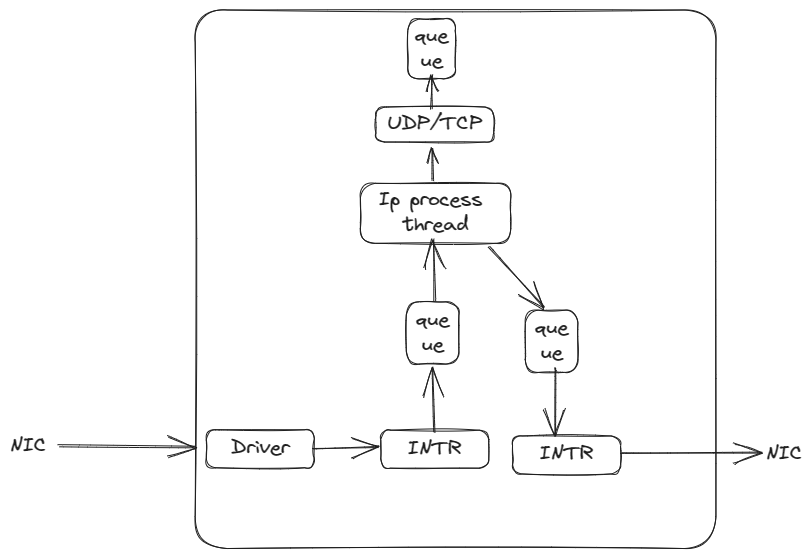 que
ue
UDP/TCP
Ip process
thread
que
ue
que
ue
NIC
Driver
INTR
INTR
NIC